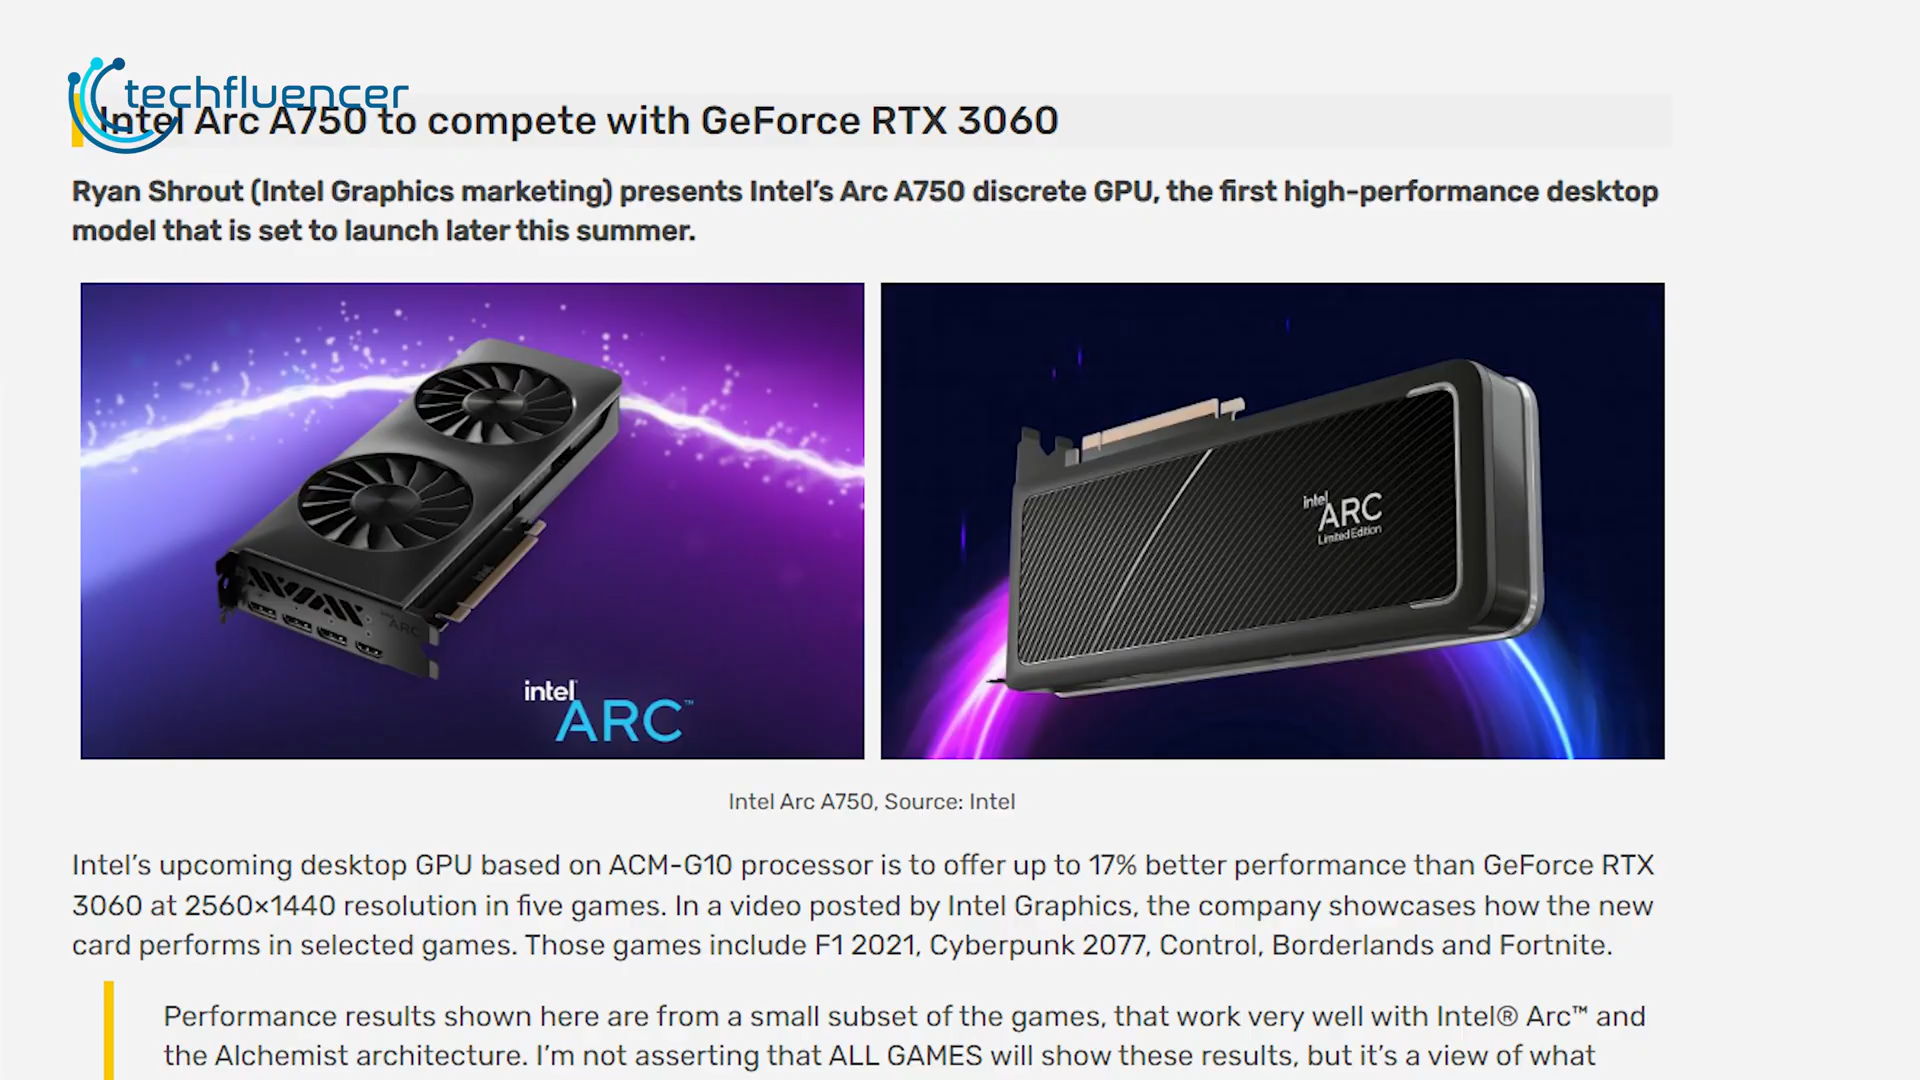 techfluencer
Intel Arc A750 to compete with GeForce RTX 3060
Ryan Shrout (Intel Graphics marketing) presents Intel's Arc A750 discrete GPU, the first high-performance desktop
model that is set to launch later this summer.
intel
ARC
intel
ARC™
intel
ARC
Limited Edition
Intel Arc A750, Source: Intel
Intel's upcoming desktop GPU based on ACM-G10 processor is to offer up to 17% better performance than GeForce RTX
3060 at 2560×1440 resolution in five games. In a video posted by Intel Graphics, the company showcases how the new
card performs in selected games. Those games include F1 2021, Cyberpunk 2077, Control, Borderlands and Fortnite.
Performance results shown here are from a small subset of the games, that work very well with Intel® Arc™ and
the Alchemist architecture. I'm not asserting that ALL GAMES will show these results, but it's a view of what